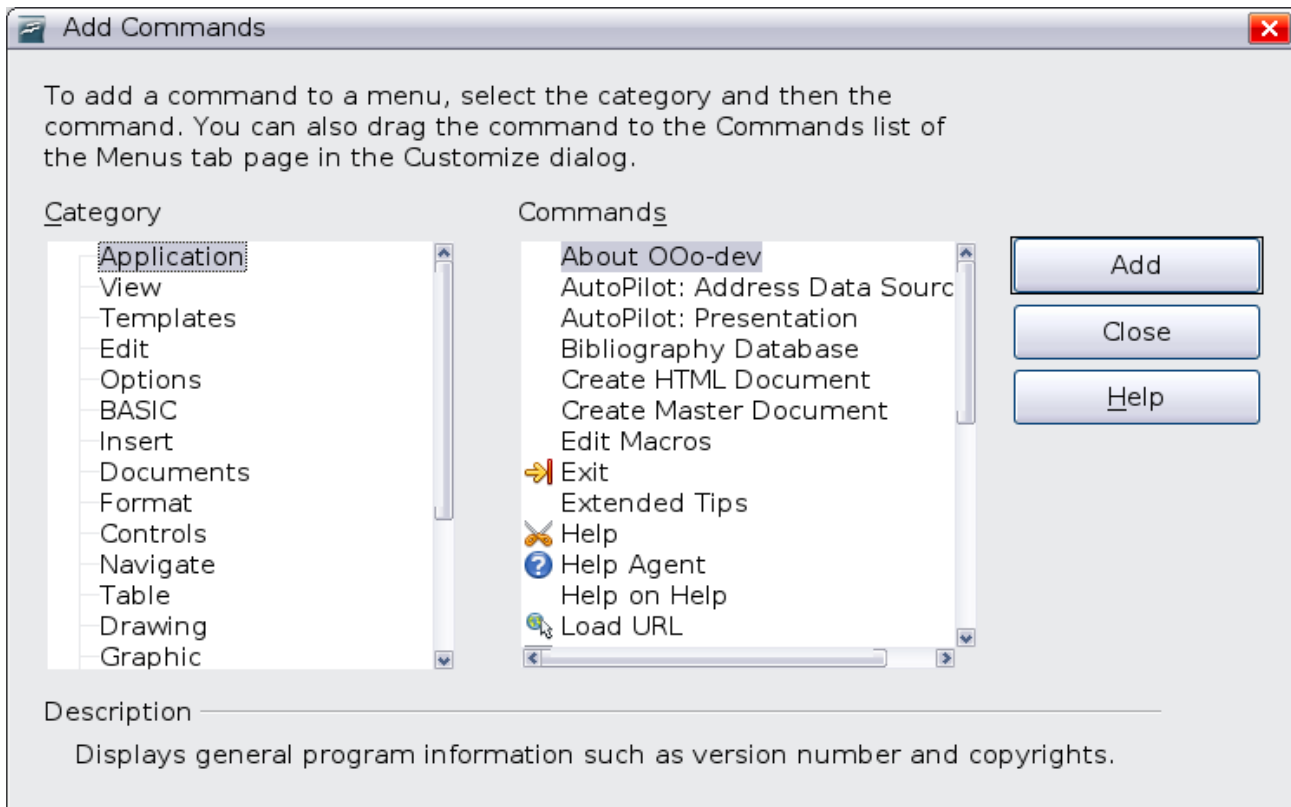 Add Commands
To add a command to a menu, select the category and then the
command. You can also drag the command to the Commands list of
the Menus tab page in the Customize dialog.
Category
Application
View
Templates
Edit
Options
BASIC
Insert
Documents
Format
Controls
Navigate
Table
Drawing
Graphic
Commands
About OOo-dev
AutoPilot: Address Data Sourc
AutoPilot: Presentation
Bibliography Database
Create HTML Document
Create Master Document
Edit Macros
Exit
Extended Tips
Help
Help Agent
Help on Help
Load URL
Add
Close
Help
Description
Displays general program information such as version number and copyrights.